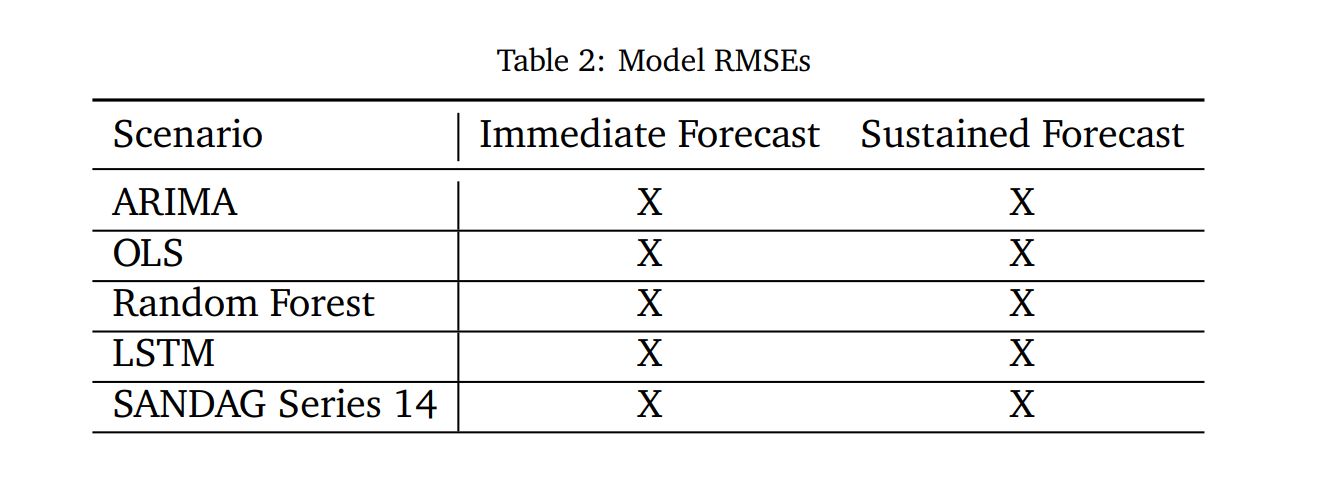 Table 2: Model RMSEs
Scenario Immediate Forecast Sustained Forecast
ARIMA X X
OLS X X
Random Forest X X
LSTM X X
SANDAG Series 14 X X